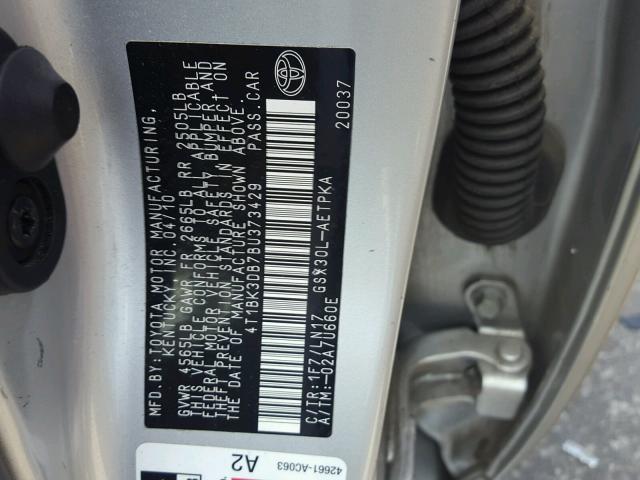 MFD. BY: TOYOTA MOTOR MANUFACTURING,
KENTUCKY, INC. 04/10
GVWR 4565LB GAWR FR 2665LB RR 2505LB
THIS VEHICLE CONFORMS TO ALL APPLICABLE
FEDERAL MOTOR VEHICLE SAFETY, BUMPER AND
THEFT PREVENTION STANDARDS IN EFFECT ON
THE DATE OF MANUFACTURE SHOWN ABOVE.
4T1BK3DB7BU373429 PASS.CAR
C/TR:1F7/LN17 GSX30L-AETPKA
A/TM:-02A/U660E 20037
42661-AC063
A2